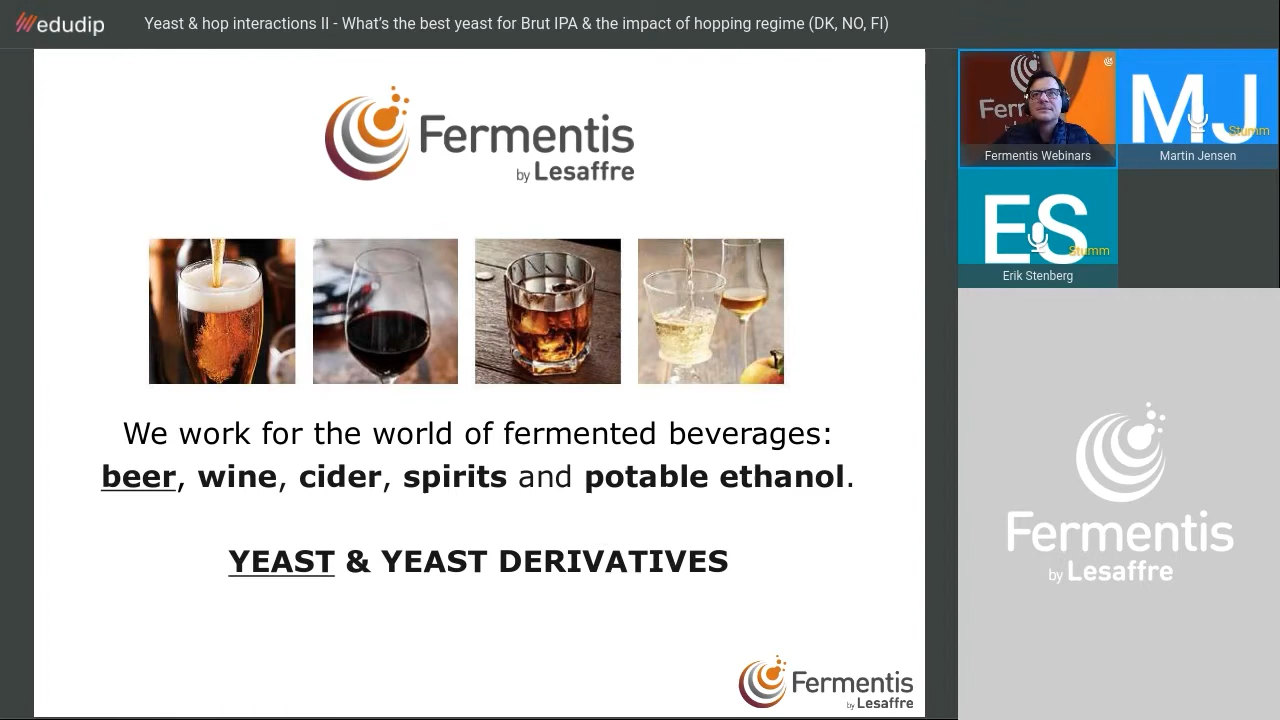 edudip
Yeast & hop interactions II - What's the best yeast for Brut IPA & the impact of hopping regime (DK, NO, FI)
Fermentis
by Lesaffre
We work for the world of fermented beverages:
beer, wine, cider, spirits and potable ethanol.
YEAST & YEAST DERIVATIVES
Fermentis
by Lesaffre
Fermentis Webinars
MJ
Stumm
Martin Jensen
ES
Stumm
Erik Stenberg
Fermentis
by Lesaffre